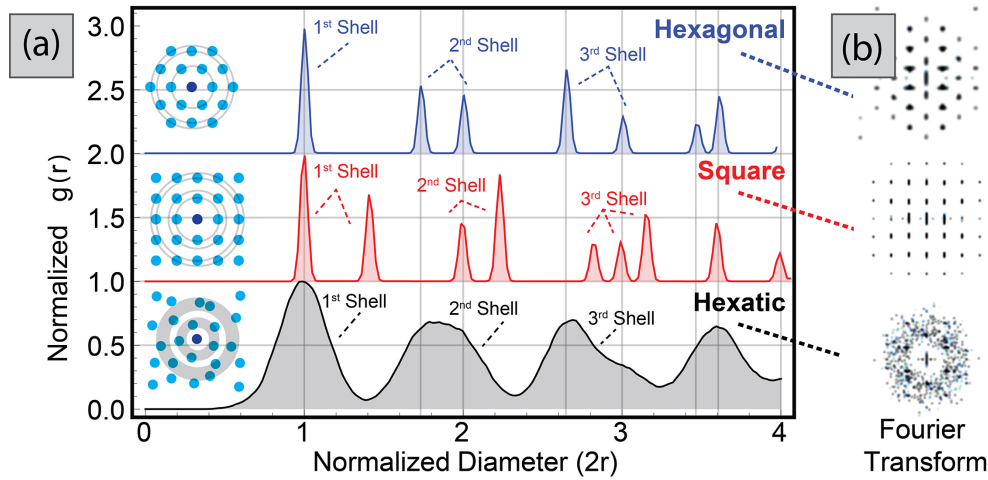 (a)
(b)
Normalized g(r)
3.0
2.5
2.0
1.5
1.0
0.5
0.0
Hexagonal
1st Shell
2nd Shell
3rd Shell
Square
1st Shell
2nd Shell
3rd Shell
Hexatic
1st Shell
2nd Shell
3rd Shell
0 1 2 3 4
Normalized Diameter (2r)
Fourier
Transform